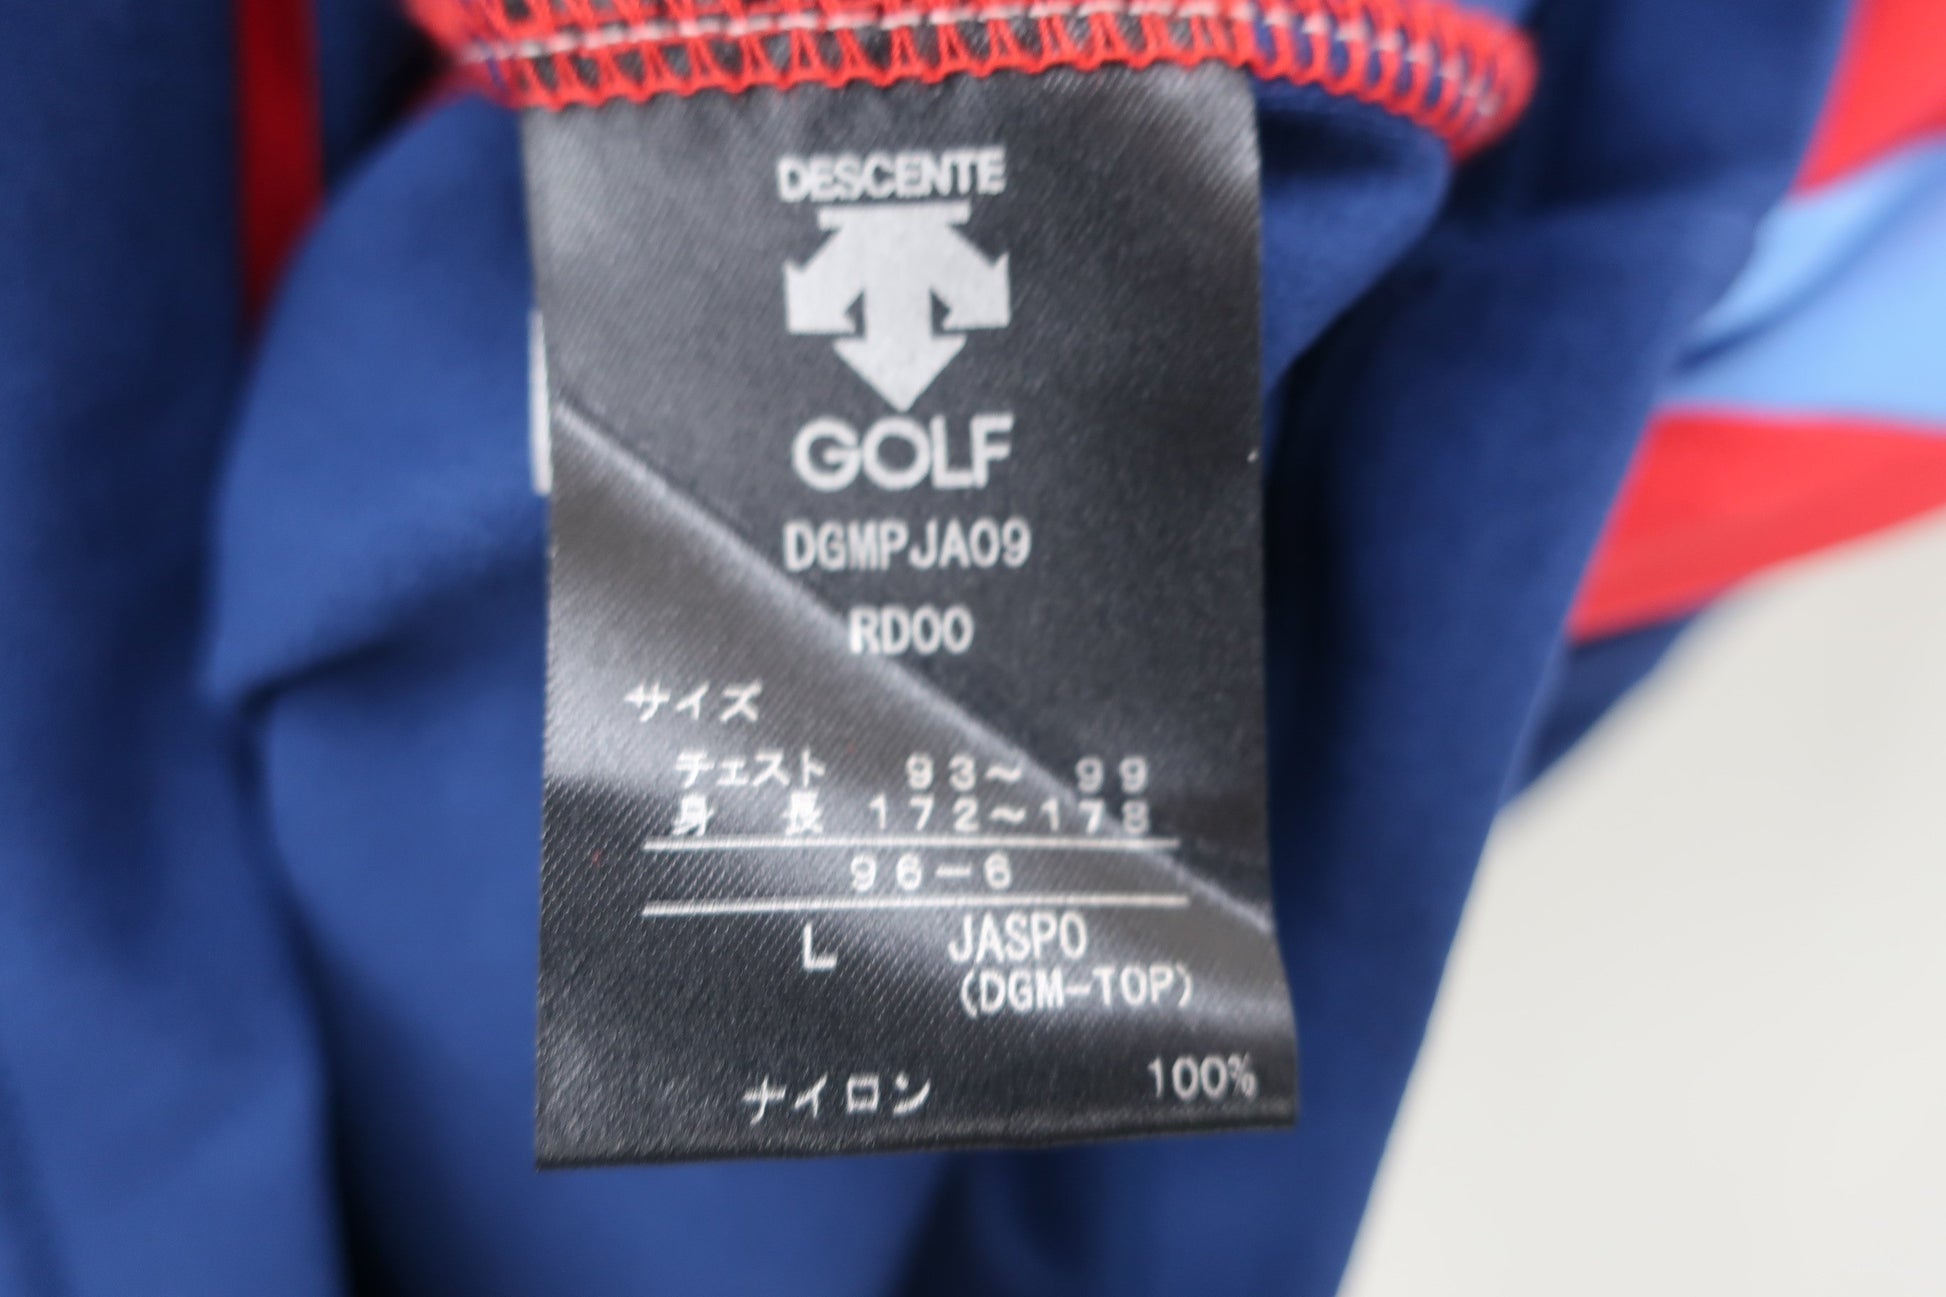 DESCENTE
GOLF
DGMPJA09
RD00
サイズ
チェスト 93~ 99
身 長 172~178
96-6
L JASPO
(DGM-TOP)
ナイロン 100%